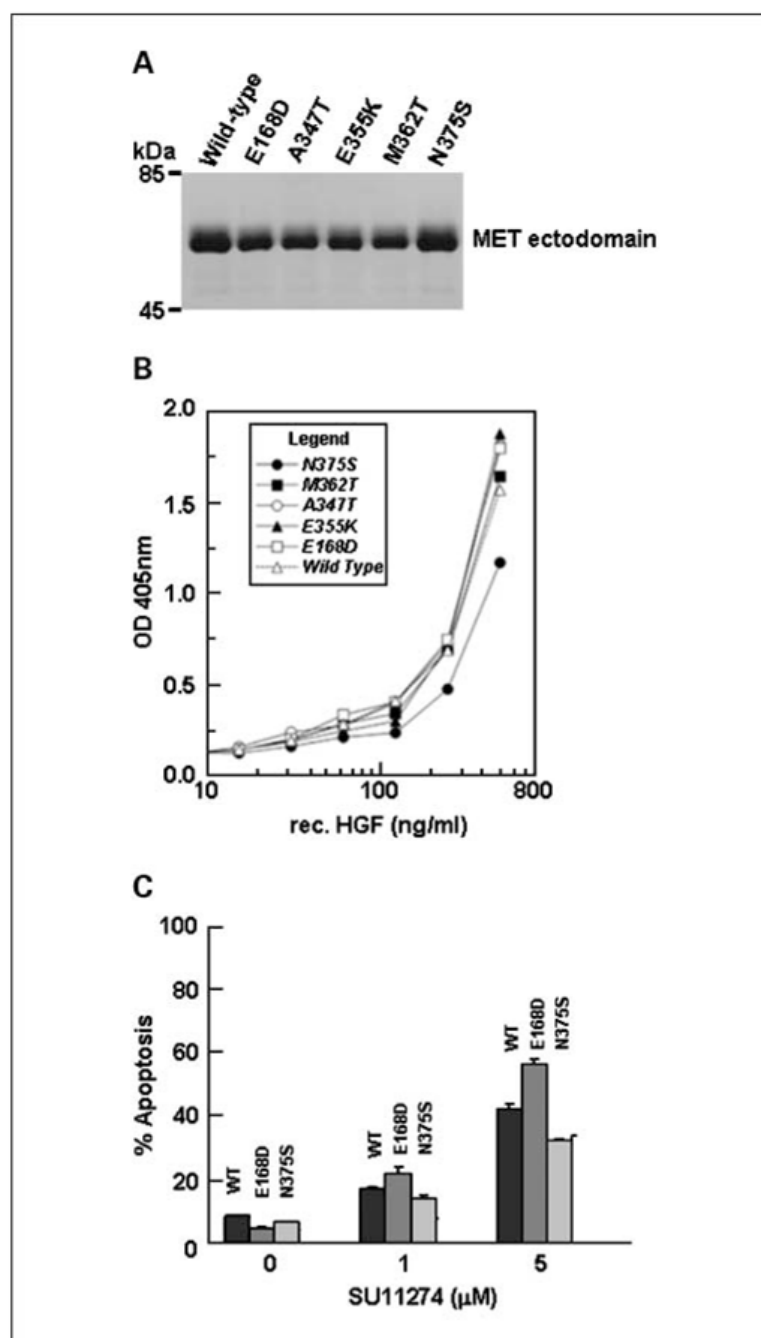 A
Wild-type
E168D
A347T
E355K
M362T
N375S
kDa
85
MET ectodomain
45
B
2.0
1.5
1.0
0.5
0.0
OD 405nm
Legend
N375S
M362T
A347T
E355K
E168D
Wild Type
10 100 800
rec. HGF (ng/ml)
C
100
80
60
40
20
0
% Apoptosis
WT E168D N375S
WT E168D N375S
WT E168D N375S
0 1 5
SU11274 (µM)